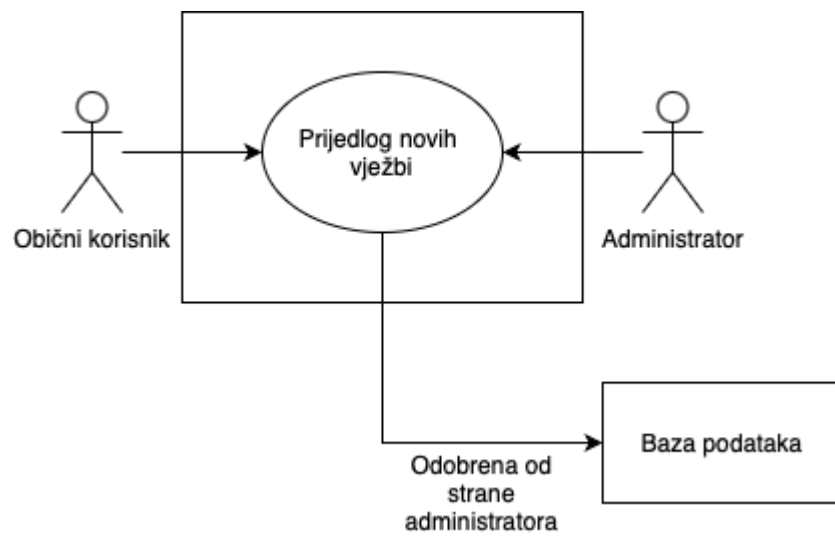 Prijedlog novih
vježbi
Obični korisnik
Administrator
Baza podataka
Odobrena od
strane
administratora